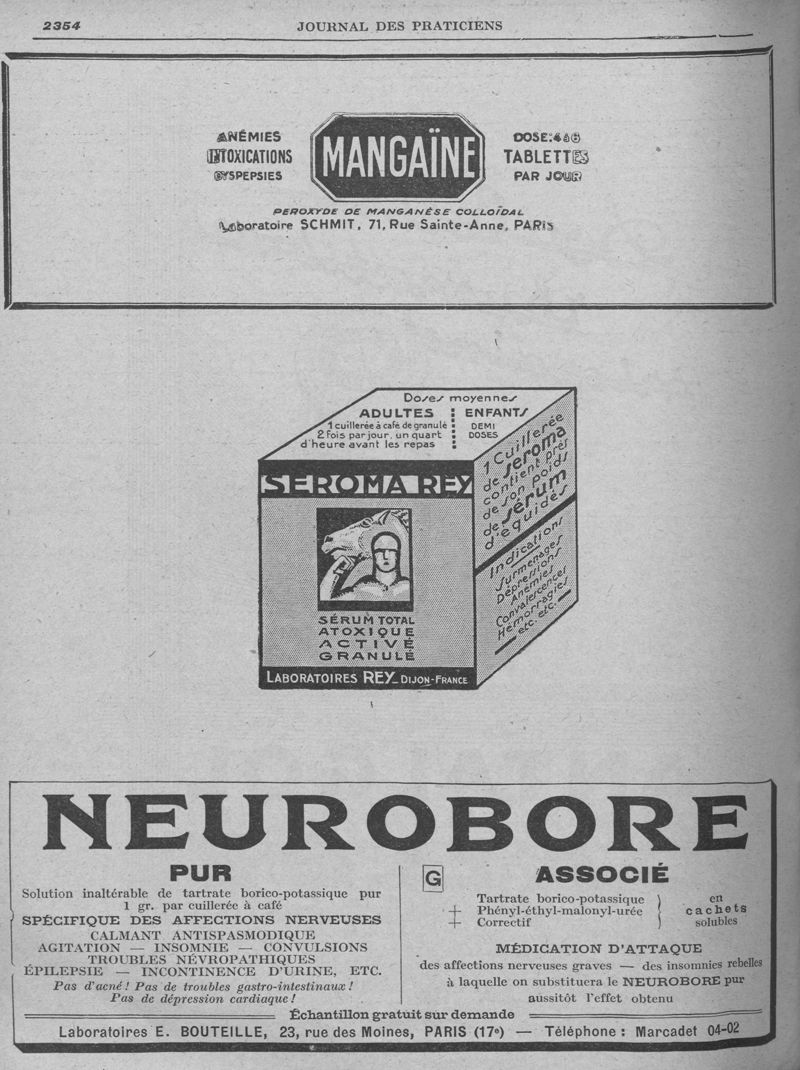 2354
JOURNAL DES PRATICIENS
ANÉMIES
INTOXICATIONS
DYSPEPSIES
MANGAÏNE
DOSE: 4 à 6
TABLETTES
PAR JOUR
PEROXYDE DE MANGANÈSE COLLOÏDAL
Laboratoire SCHMIT, 71, Rue Sainte-Anne, PARIS
Doses moyennes
ADULTES
1 cuillerée à café de granulé
2 fois par jour, un quart
d'heure avant les repas
ENFANTS
DEMI
DOSES
SEROMA REY
SÉRUM TOTAL
ATOXIQUE
ACTIVÉ
GRANULÉ
LABORATOIRES REY_DIJON-FRANCE
1 Cuillerée
de seroma
contient près
de son poids
de sérum
d'équidés
Indications
Surmenages
Dépressions
Anémies
Convalescences
Hémorragies
etc. etc.
NEUROBORE
PUR
Solution inaltérable de tartrate borico-potassique pur
1 gr. par cuillerée à café
SPÉCIFIQUE DES AFFECTIONS NERVEUSES
CALMANT ANTISPASMODIQUE
AGITATION — INSOMNIE — CONVULSIONS
TROUBLES NÉVROPATHIQUES
ÉPILEPSIE — INCONTINENCE D'URINE, ETC.
Pas d'acné! Pas de troubles gastro-intestinaux!
Pas de dépression cardiaque!
G
ASSOCIÉ
Tartrate borico-potassique
+ Phényl-éthyl-malonyl-urée
+ Correctif
en
cachets
solubles
MÉDICATION D'ATTAQUE
des affections nerveuses graves — des insomnies rebelles
à laquelle on substituera le NEUROBORE pur
aussitôt l'effet obtenu
Échantillon gratuit sur demande
Laboratoires E. BOUTEILLE, 23, rue des Moines, PARIS (17e) — Téléphone : Marcadet 04-02